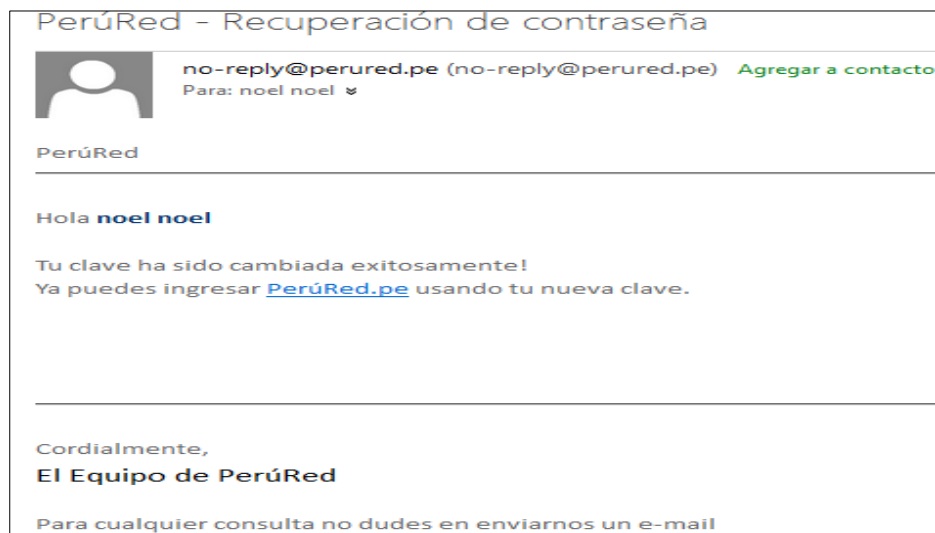 PerúRed - Recuperación de contraseña
no-reply@perured.pe (no-reply@perured.pe) Agregar a contacto
Para: noel noel
PerúRed
Hola noel noel
Tu clave ha sido cambiada exitosamente!
Ya puedes ingresar PerúRed.pe usando tu nueva clave.
Cordialmente,
El Equipo de PerúRed
Para cualquier consulta no dudes en enviarnos un e-mail